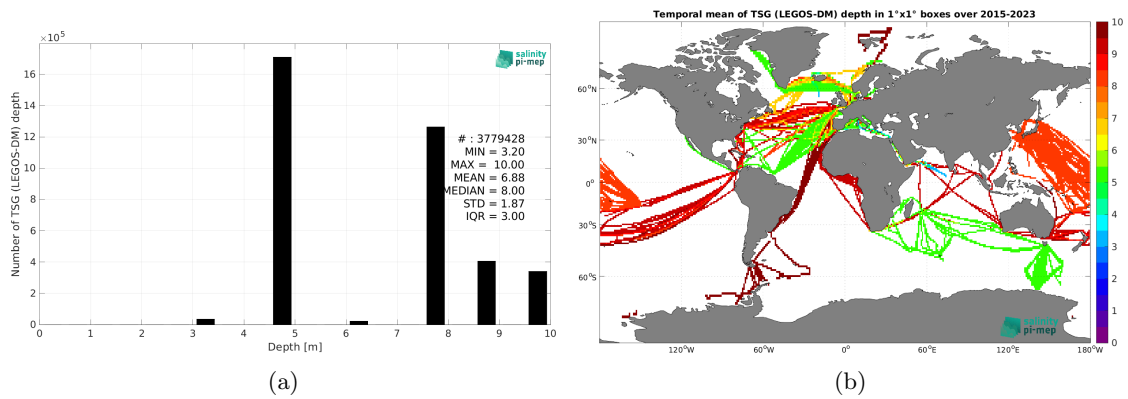 ×10⁵
16
14
12
10
8
6
4
2
0
Number of TSG (LEGOS-DM) depth
salinity
pi-mep
# : 3779428
MIN = 3.20
MAX = 10.00
MEAN = 6.88
MEDIAN = 8.00
STD = 1.87
IQR = 3.00
0 1 2 3 4 5 6 7 8 9 10
Depth [m]
(a)
Temporal mean of TSG (LEGOS-DM) depth in 1°x1° boxes over 2015-2023
60°N
30°N
0°
30°S
60°S
120°W 60°W 0° 60°E 120°E 180°W
salinity
pi-mep
10
9
8
7
6
5
4
3
2
1
0
(b)